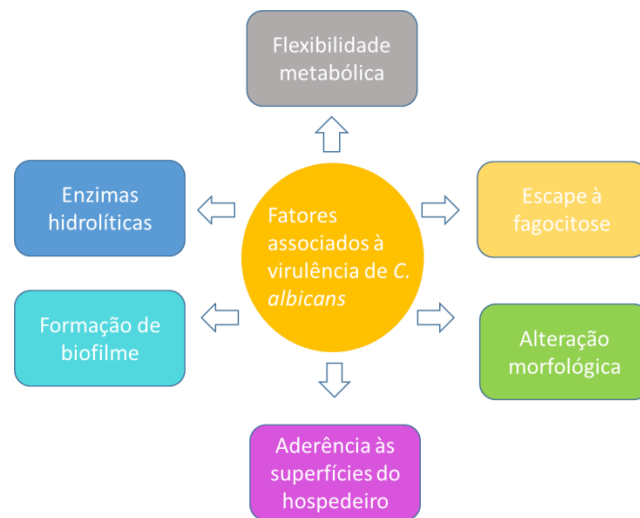 Flexibilidade
metabólica
Enzimas
hidrolíticas
Fatores
associados à
virulência de C.
albicans
Escape à
fagocitose
Formação de
biofilme
Alteração
morfológica
Aderência às
superfícies do
hospedeiro